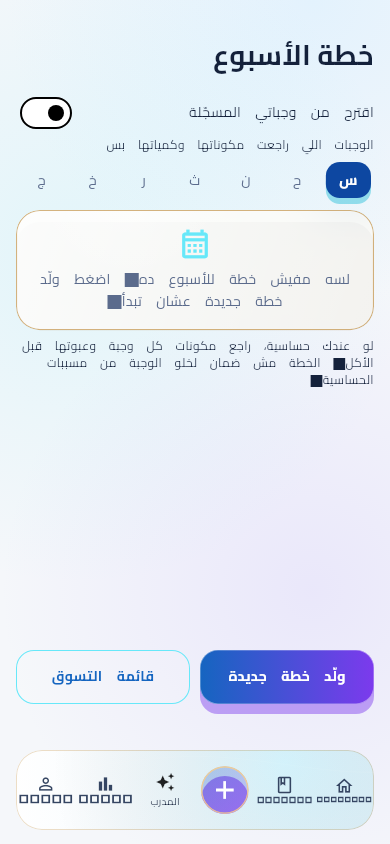 خطة الأسبوع
اقترح من وجباتي المسجّلة
الوجبات اللي راجعت مكوناتها وكمياتها بس
س ح ن ث ر خ ج
لسه مفيش خطة للأسبوع ده اضغط ولّد
خطة جديدة عشان تبدأ
لو عندك حساسية، راجع مكونات كل وجبة وعبوتها قبل
الأكل الخطة مش ضمان لخلو الوجبة من مسببات
الحساسية
ولّد خطة جديدة
قائمة التسوق
المدرب